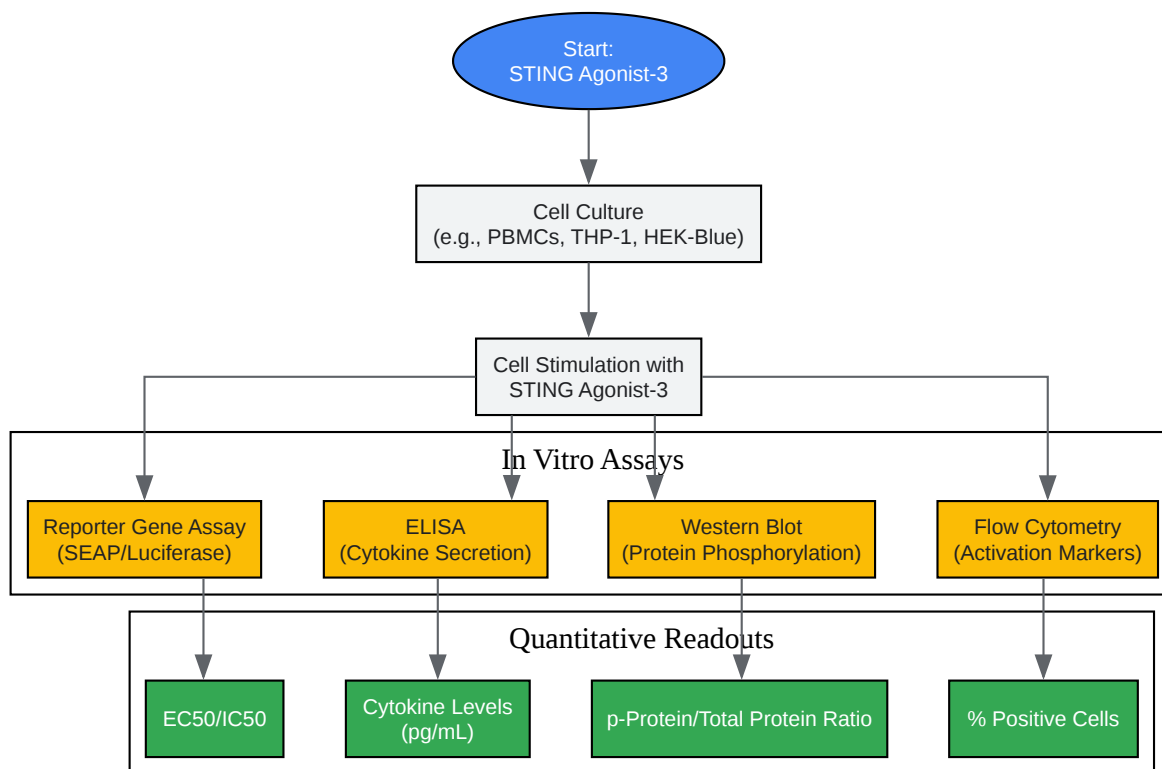 Start:
STING Agonist-3
Cell Culture
(e.g., PBMCs, THP-1, HEK-Blue)
Cell Stimulation with
STING Agonist-3
In Vitro Assays
Reporter Gene Assay
(SEAP/Luciferase)
ELISA
(Cytokine Secretion)
Western Blot
(Protein Phosphorylation)
Flow Cytometry
(Activation Markers)
Quantitative Readouts
EC50/IC50
Cytokine Levels
(pg/mL)
p-Protein/Total Protein Ratio
% Positive Cells